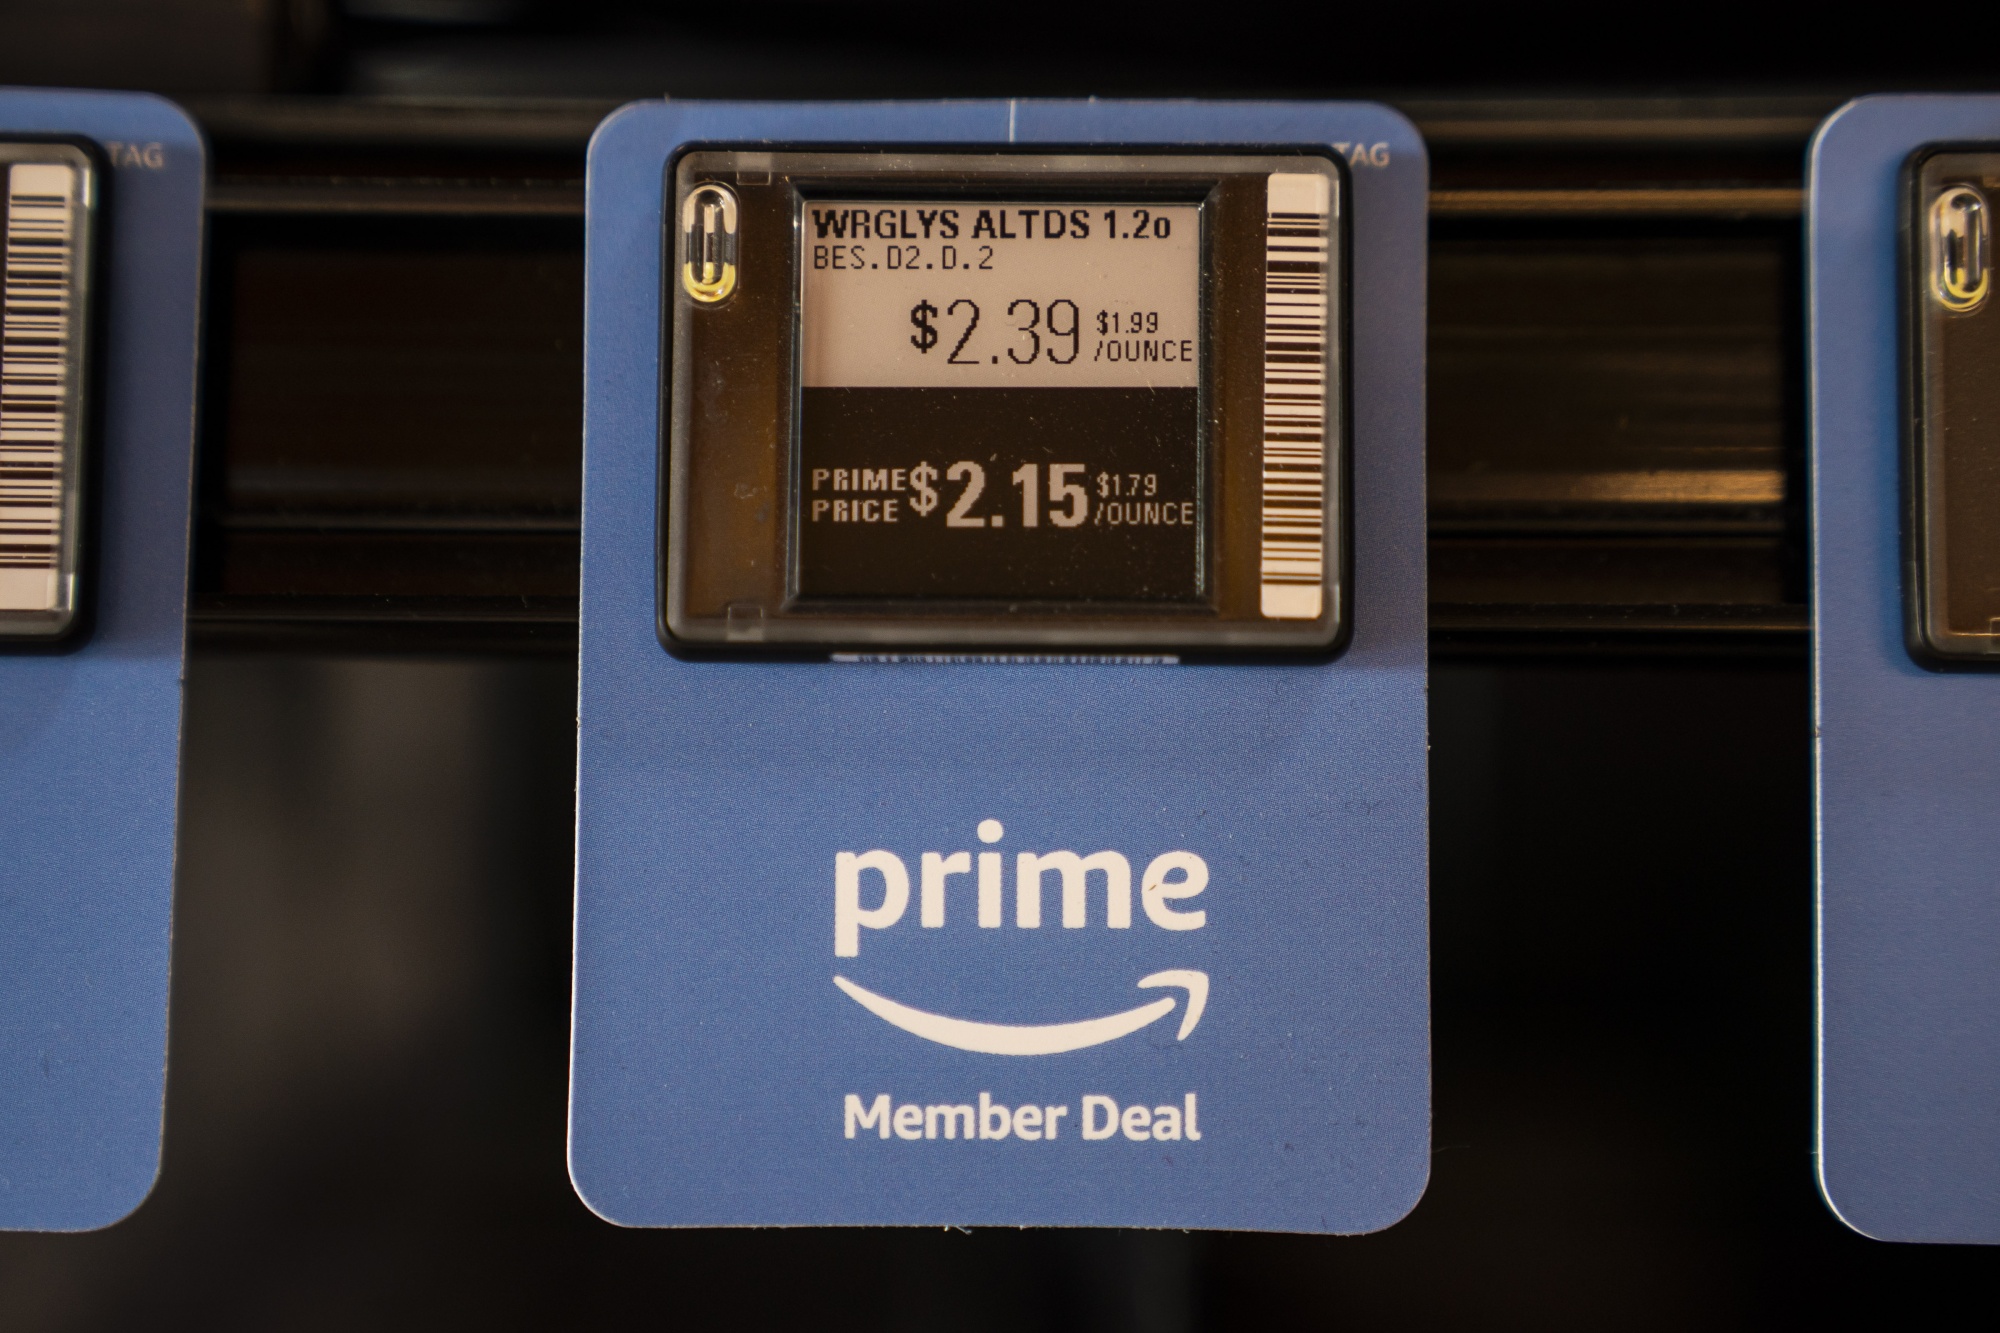 TAG
TAG
WRGLYS ALTDS 1.2o
BES.D2.D.2
$2.39 $1.99
/OUNCE
PRIME
PRICE $2.15 $1.79
/OUNCE
prime
Member Deal